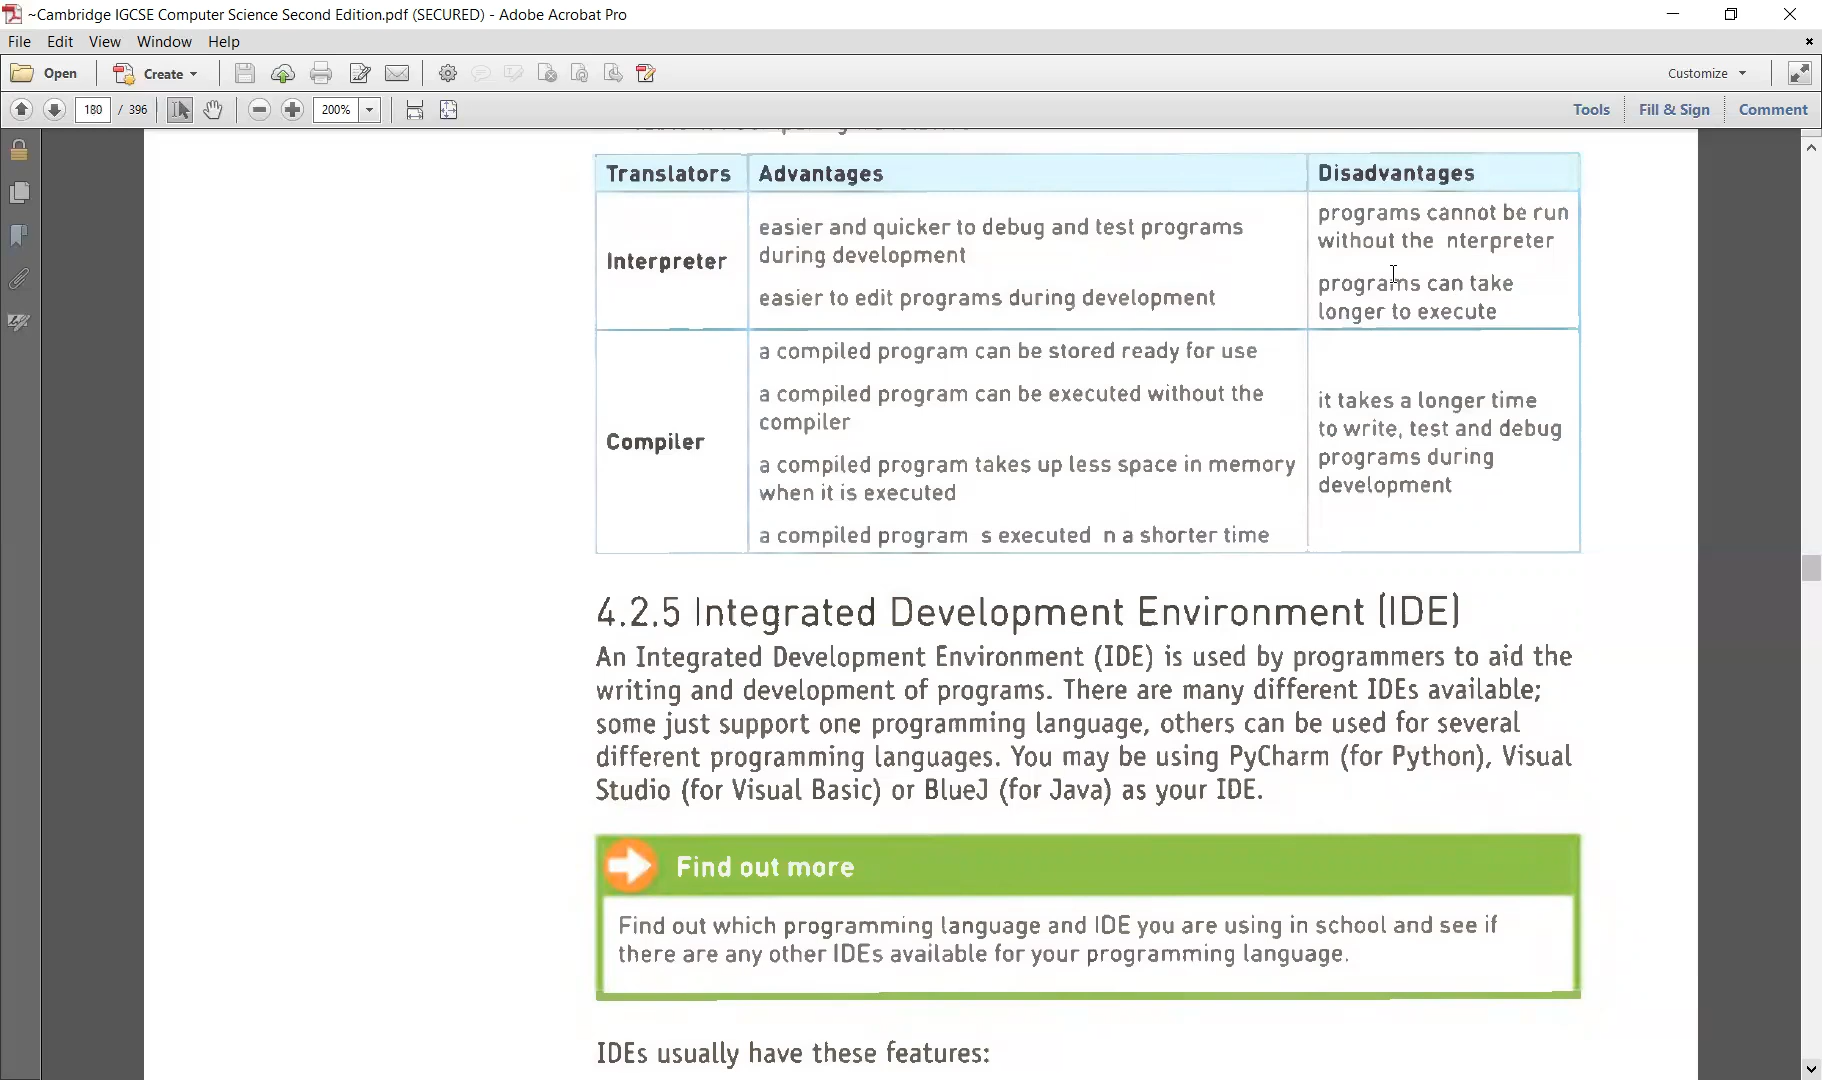 ~Cambridge IGCSE Computer Science Second Edition.pdf (SECURED) - Adobe Acrobat Pro
File Edit View Window Help
Open Create Customize
180 / 396 200% Tools Fill & Sign Comment
Translators Advantages Disadvantages
Interpreter
easier and quicker to debug and test programs
during development
easier to edit programs during development
programs cannot be run
without the nterpreter
programs can take
longer to execute
Compiler
a compiled program can be stored ready for use
a compiled program can be executed without the
compiler
a compiled program takes up less space in memory
when it is executed
a compiled program s executed n a shorter time
it takes a longer time
to write, test and debug
programs during
development
4.2.5 Integrated Development Environment (IDE)
An Integrated Development Environment (IDE) is used by programmers to aid the
writing and development of programs. There are many different IDEs available;
some just support one programming language, others can be used for several
different programming languages. You may be using PyCharm (for Python), Visual
Studio (for Visual Basic) or BlueJ (for Java) as your IDE.
Find out more
Find out which programming language and IDE you are using in school and see if
there are any other IDEs available for your programming language.
IDEs usually have these features: